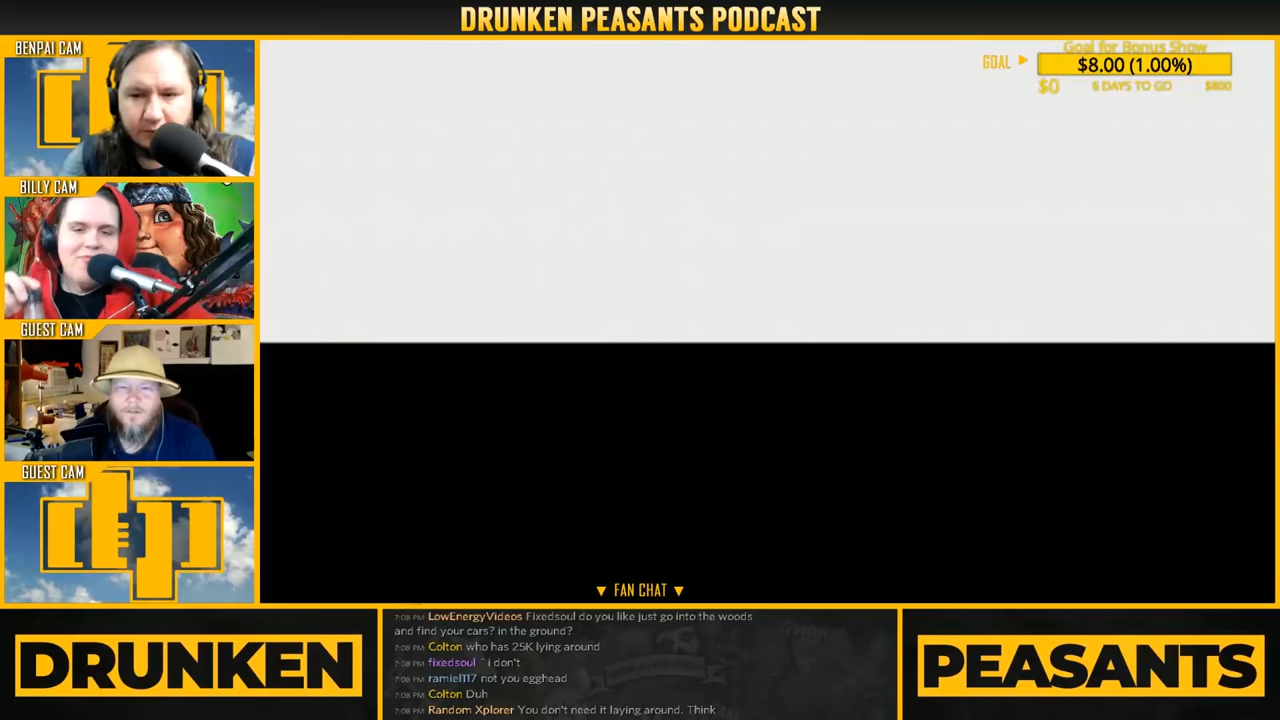 DRUNKEN PEASANTS PODCAST
BENPAI CAM
BILLY CAM
GUEST CAM
GUEST CAM
Goal for Bonus Show
GOAL
$8.00 (1.00%)
$0 6 DAYS TO GO $800
▼ FAN CHAT ▼
7:08 PM LowEnergyVideos Fixedsoul do you like just go into the woods
and find your cars? in the ground?
7:08 PM Colton who has 25K lying around
7:08 PM fixedsoul ^ i don't
7:08 PM ramiel117 not you egghead
7:08 PM Colton Duh
7:08 PM Random Xplorer You don't need it laying around. Think
DRUNKEN
PEASANTS